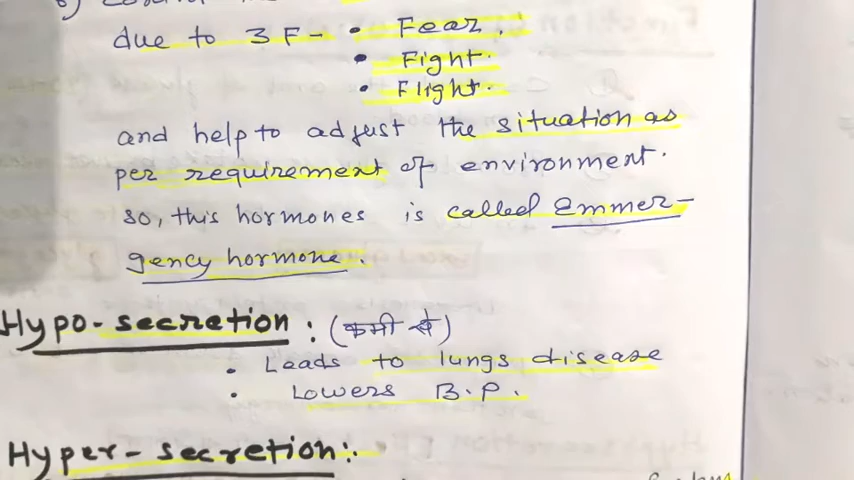 due to 3 F- • Fear.
• Fight.
• Flight.
and help to adjust the situation as
per requirement of environment.
so, this hormones is called Emmer-
gency hormone.
Hypo-secretion : (कमी से)
• Leads to lungs disease
• Lowers B.P.
Hyper-secretion: